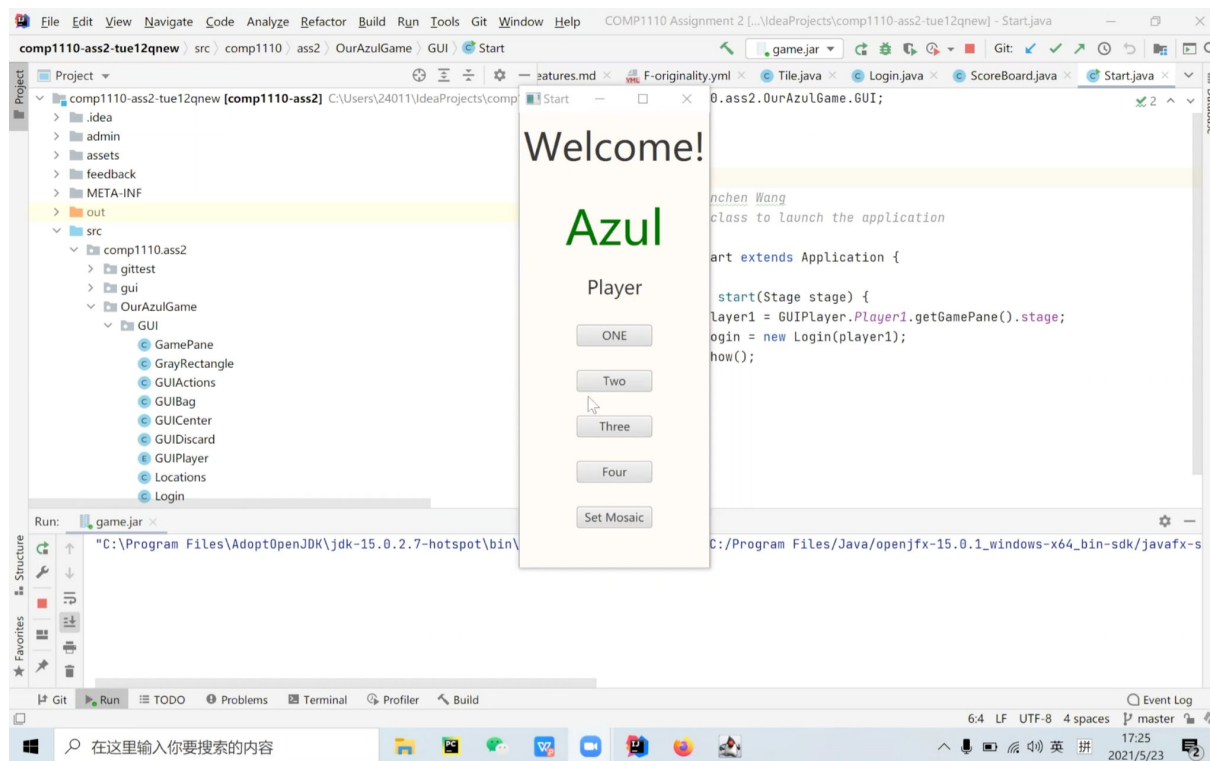 File Edit View Navigate Code Analyze Refactor Build Run Tools Git Window Help COMP1110 Assignment 2 [...\IdeaProjects\comp1110-ass2-tue12qnew] - Start.java
comp1110-ass2-tue12qnew src comp1110 ass2 OurAzulGame GUI Start game.jar Git:
Project eatures.md F-originality.yml Tile.java Login.java ScoreBoard.java Start.java
Project
comp1110-ass2-tue12qnew [comp1110-ass2] C:\Users\24011\IdeaProjects\comp
.idea
admin
assets
feedback
META-INF
out
src
comp1110.ass2
gittest
gui
OurAzulGame
GUI
GamePane
GrayRectangle
GUIActions
GUIBag
GUICenter
GUIDiscard
GUIPlayer
Locations
Login
Start
Welcome!
Azul
Player
ONE
Two
Three
Four
Set Mosaic
0.ass2.OurAzulGame.GUI;
2
nchen Wang
class to launch the application
art extends Application {
start(Stage stage) {
layer1 = GUIPlayer.Player1.getGamePane().stage;
ogin = new Login(player1);
how();
Run: game.jar
"C:\Program Files\AdoptOpenJDK\jdk-15.0.2.7-hotspot\bin\ C:/Program Files/Java/openjfx-15.0.1_windows-x64_bin-sdk/javafx-s
Structure
Favorites
Git Run TODO Problems Terminal Profiler Build Event Log
6:4 LF UTF-8 4 spaces master
在这里输入你要搜索的内容 英 拼 17:25
2021/5/23 2